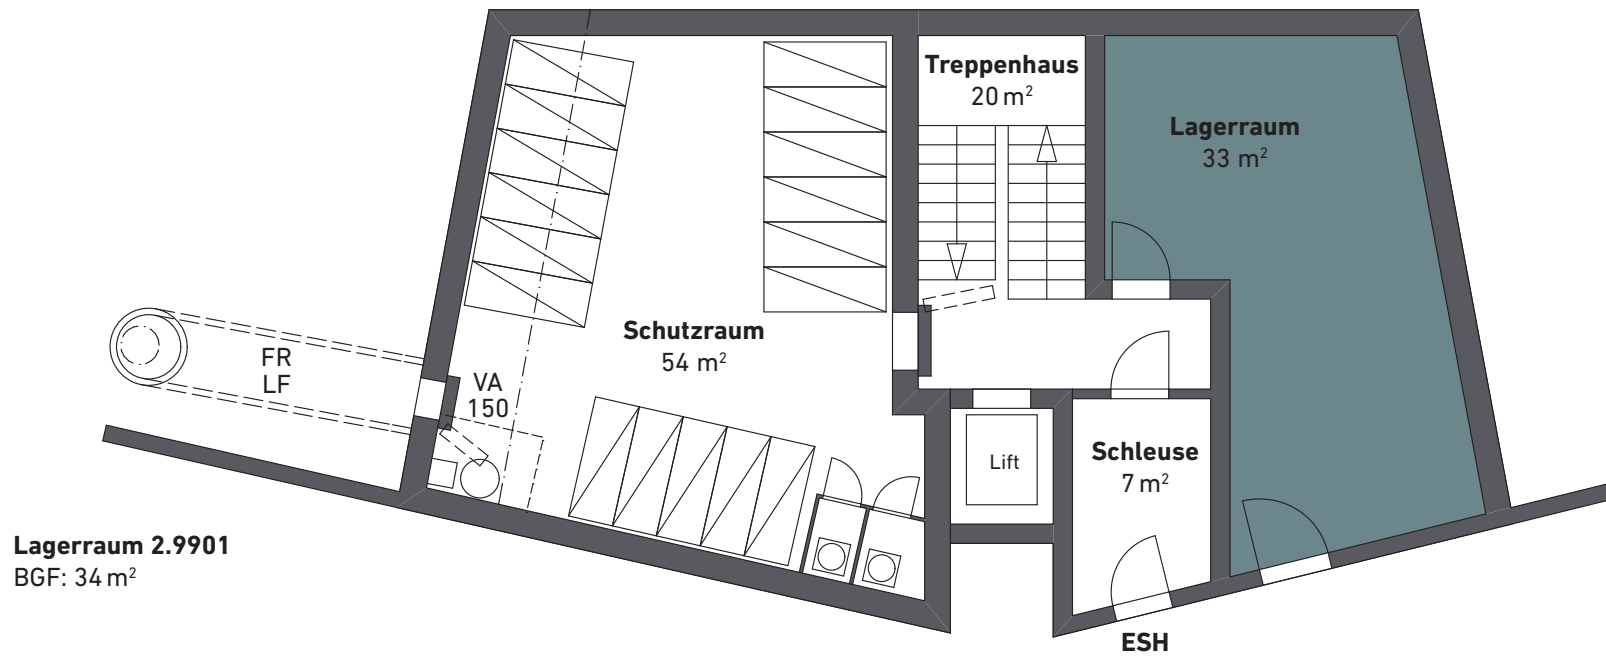 Treppenhaus
20 m²
Lagerraum
33 m²
Schutzraum
54 m²
FR
LF
VA
150
Lift
Schleuse
7 m²
Lagerraum 2.9901
BGF: 34 m²
ESH